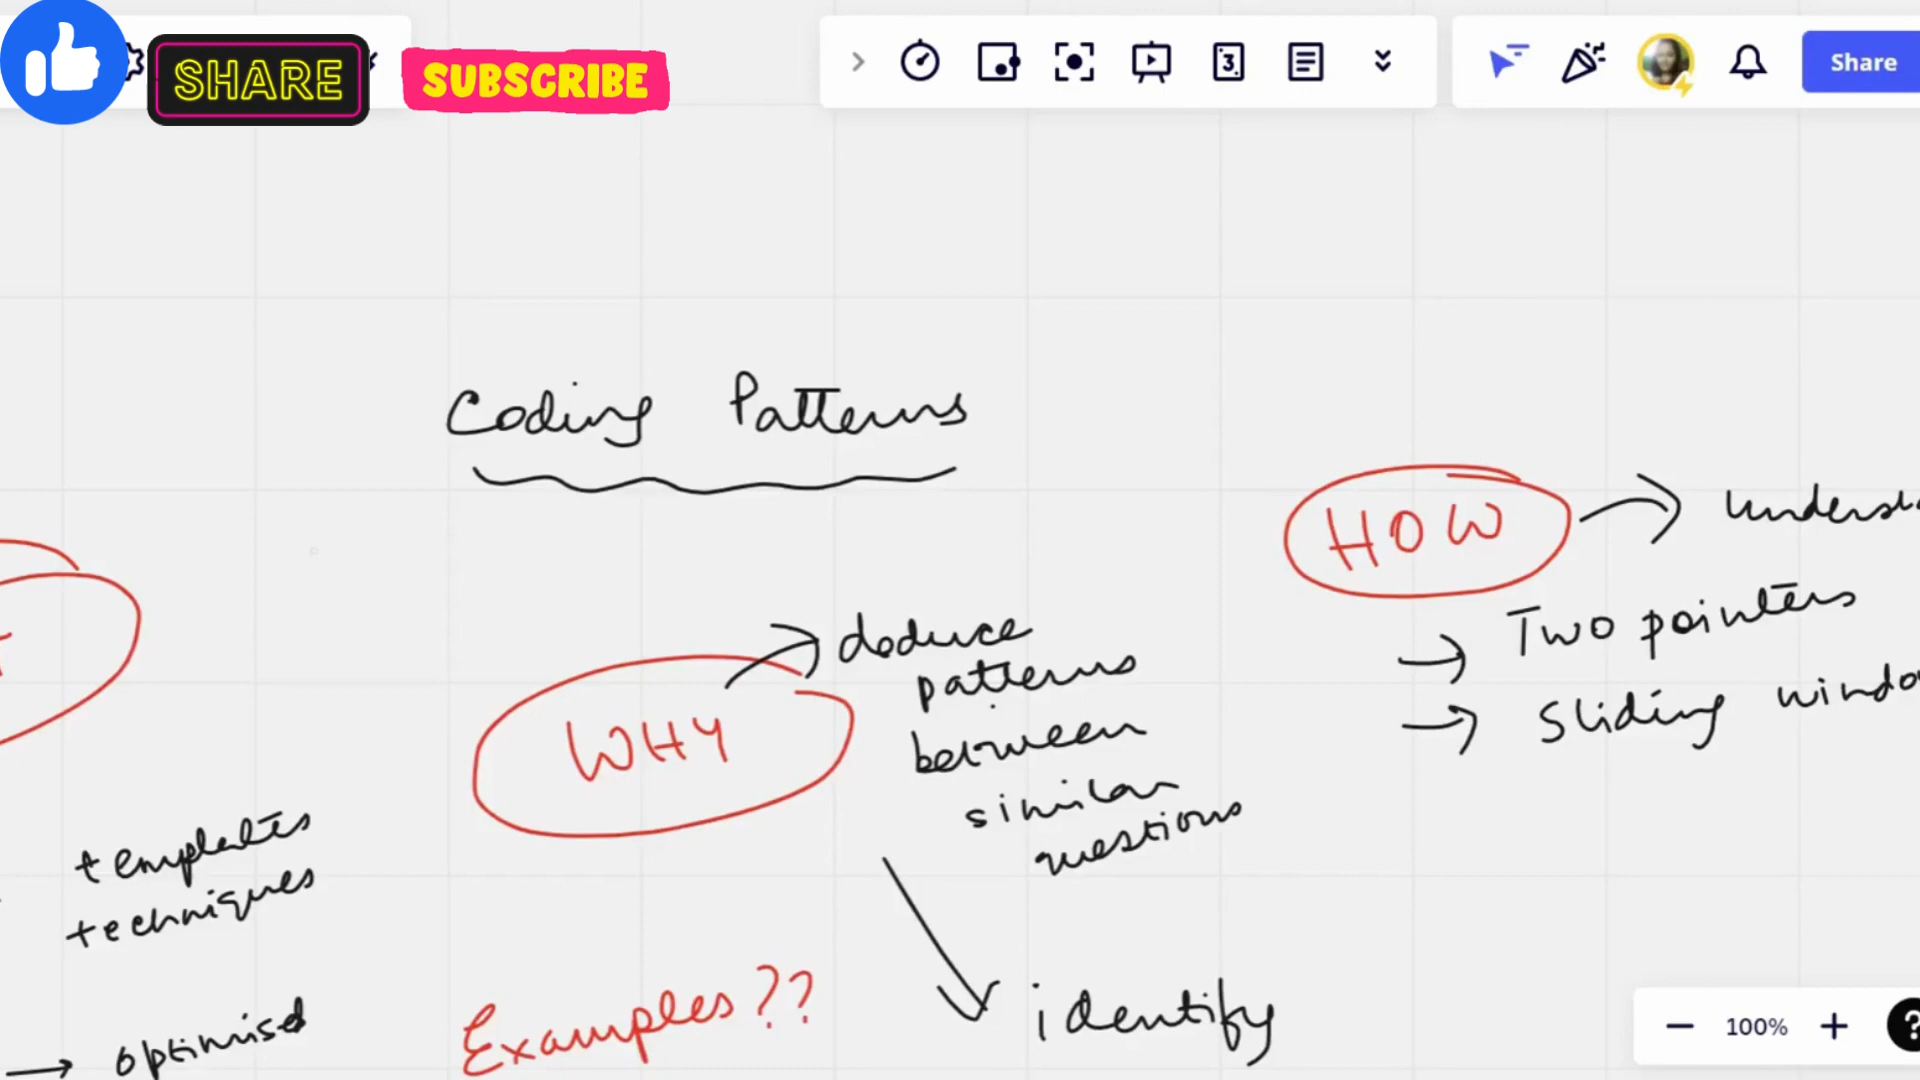 SHARE
SUBSCRIBE
3
Share
Coding Patterns
HOW
Two pointers
Sliding
WHY
deduce
patterns
between
similar
questions
templates
techniques
optimised
Examples??
identify
100%
?